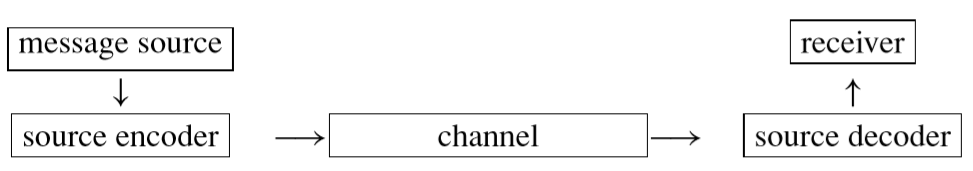 message source
receiver
source encoder
channel
source decoder